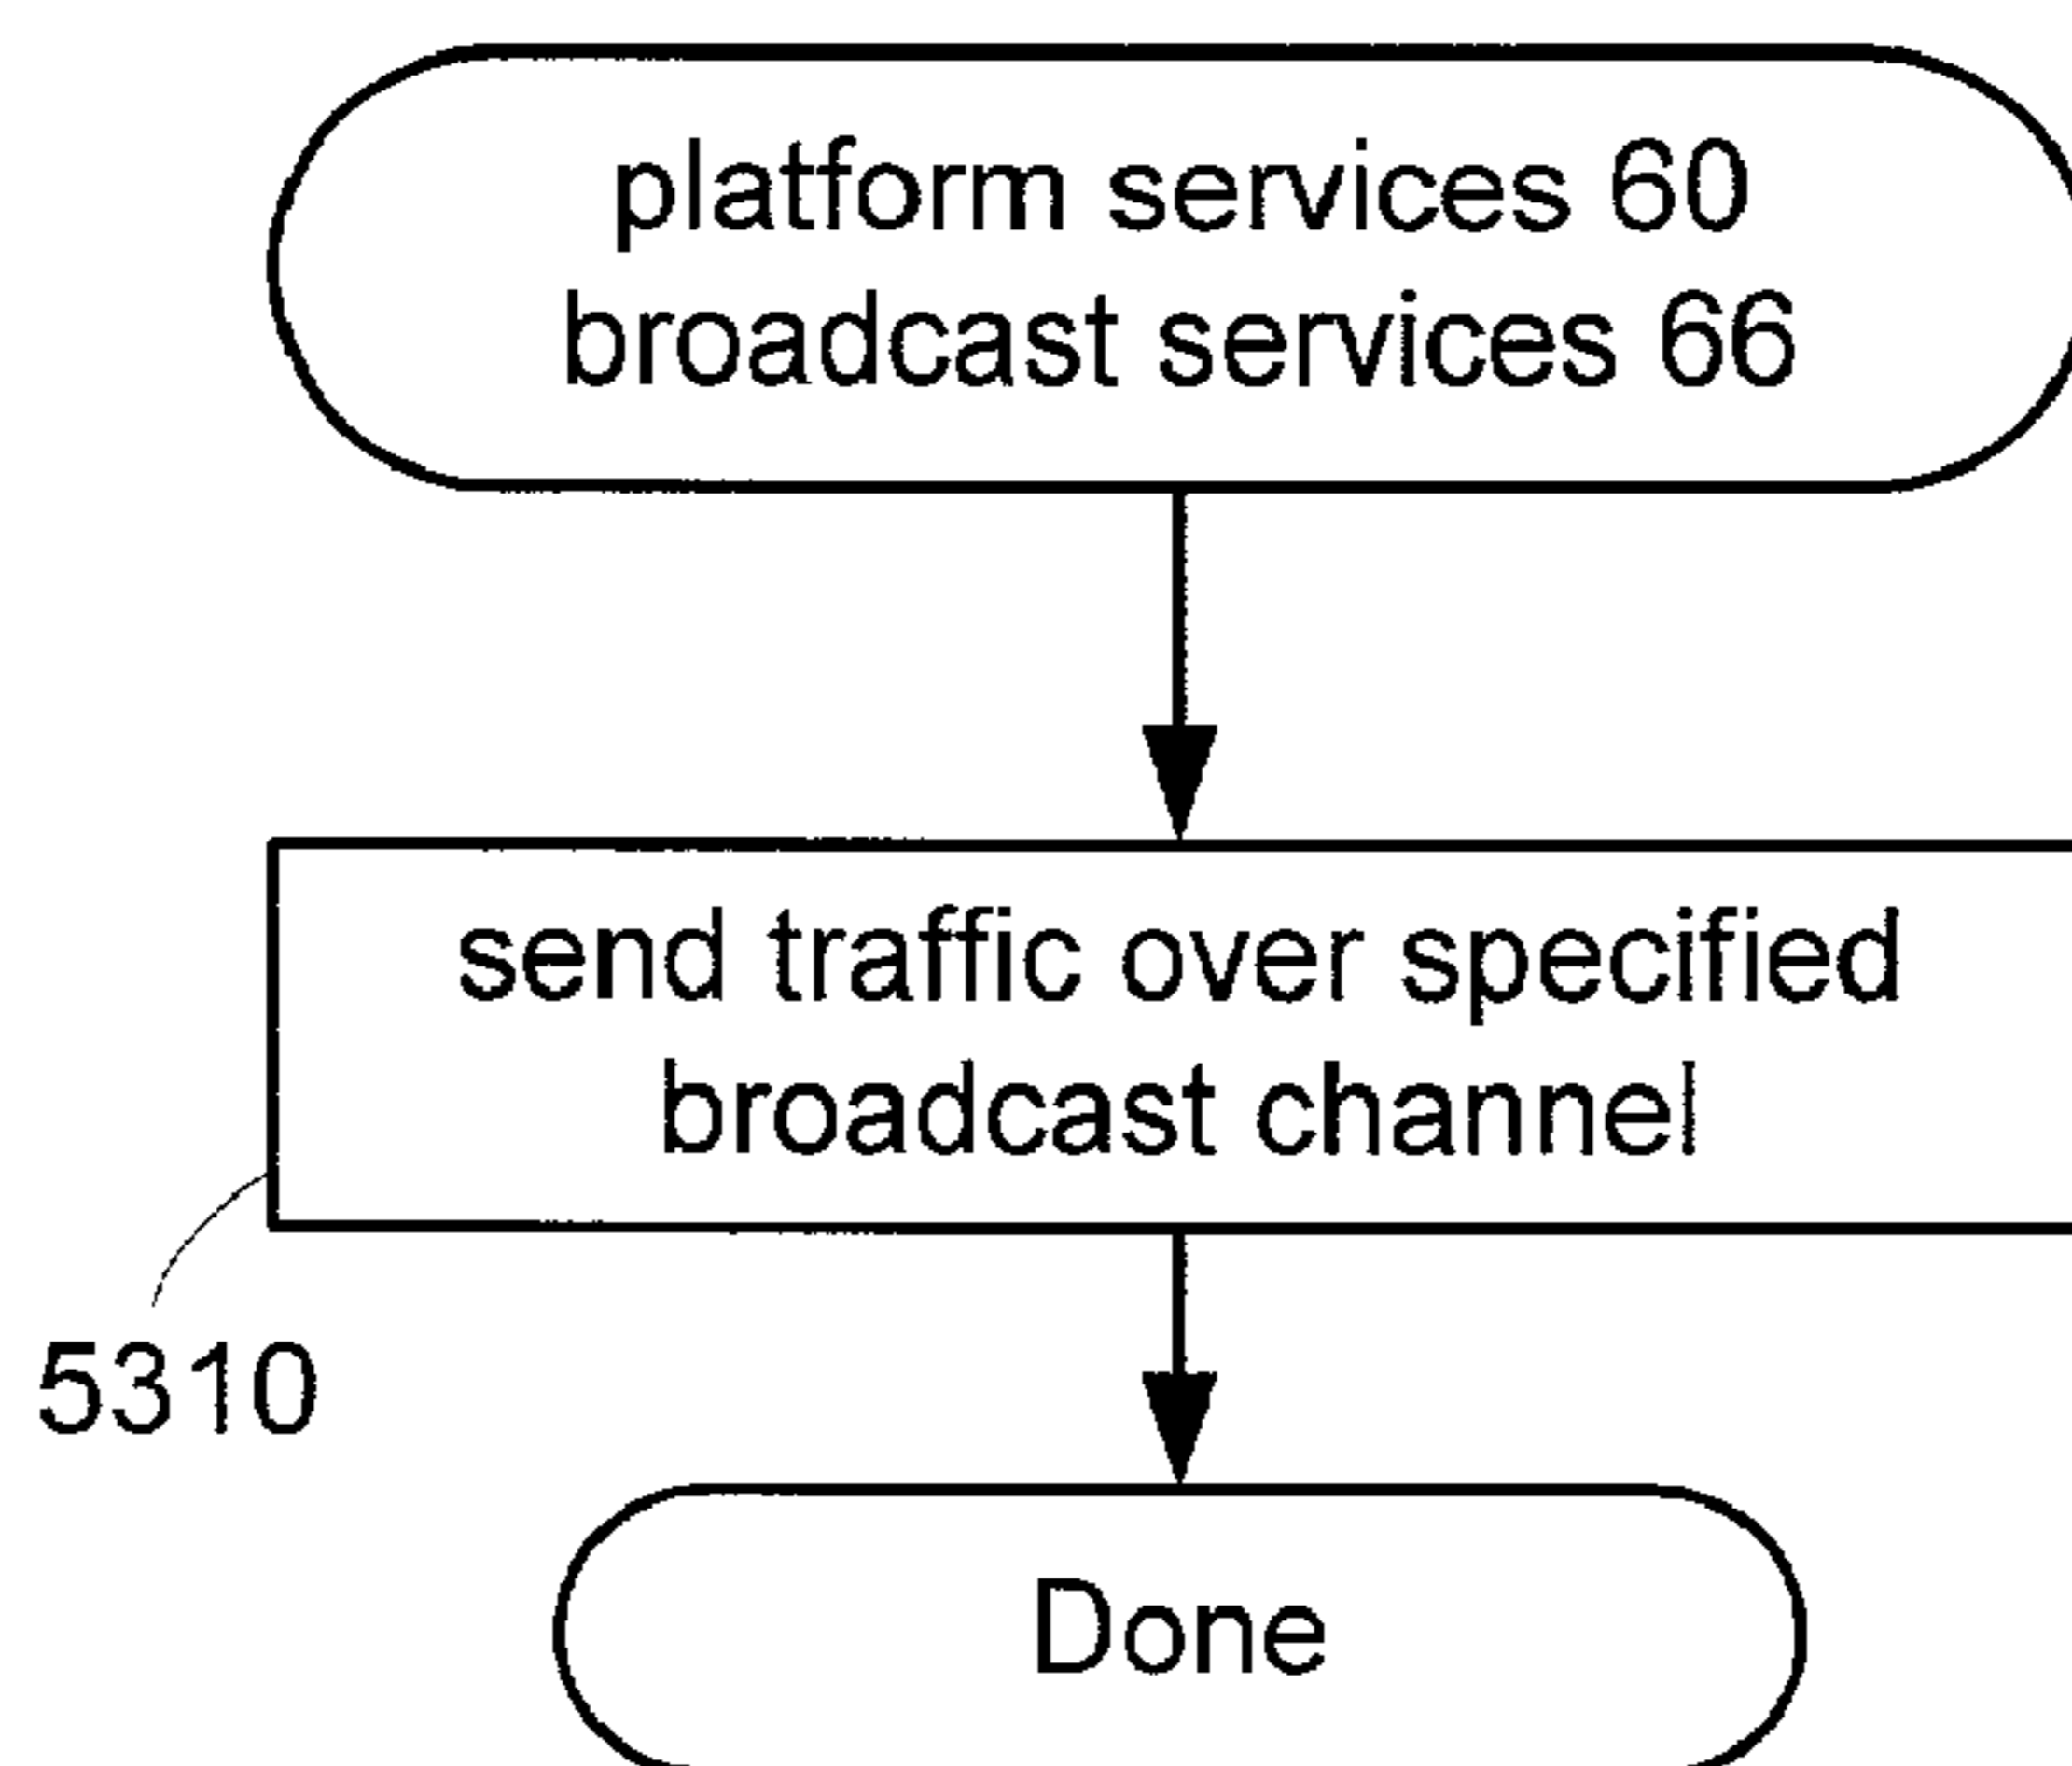 platform services 60
broadcast services 66
send traffic over specified
broadcast channel
5310
Done